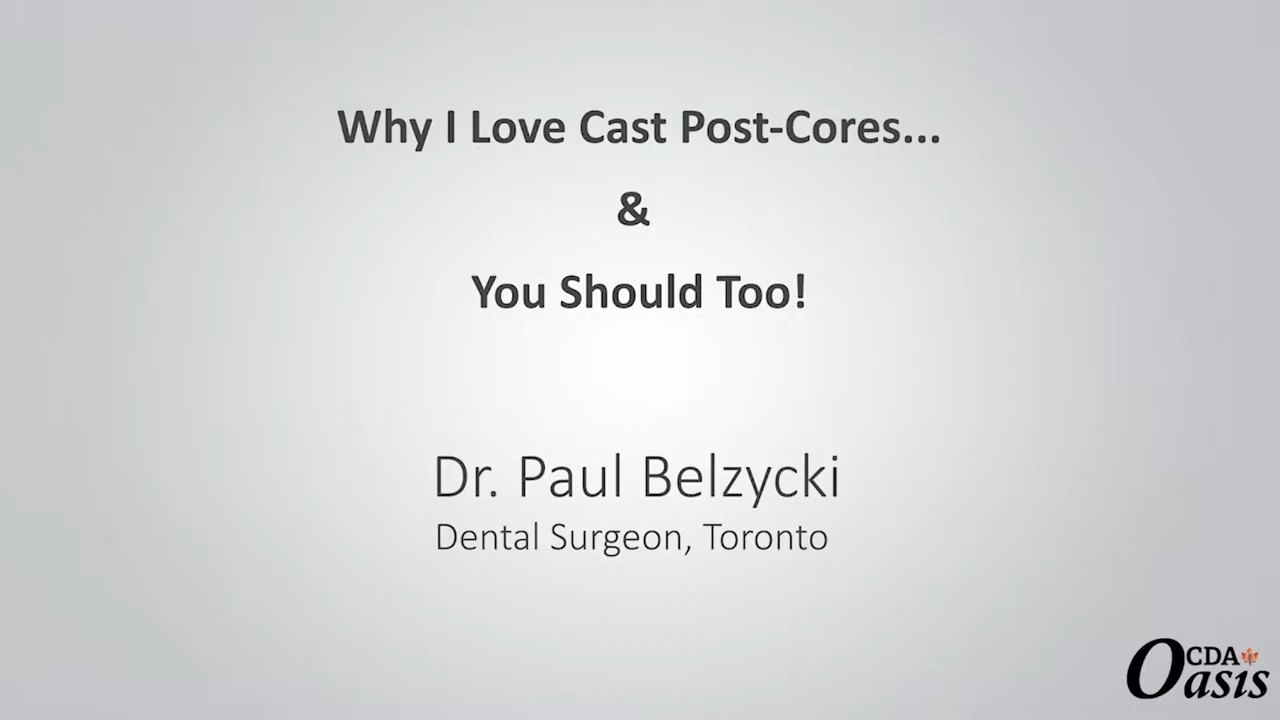 Why I Love Cast Post-Cores...
&
You Should Too!
Dr. Paul Belzycki
Dental Surgeon, Toronto
CDA
Oasis